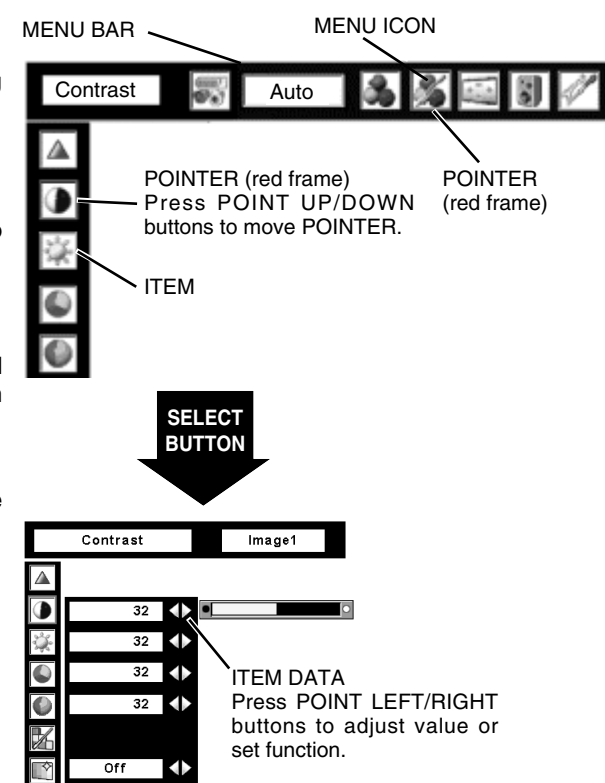 MENU BAR
MENU ICON
Contrast
Auto
POINTER (red frame)
Press POINT UP/DOWN
buttons to move POINTER.
POINTER
(red frame)
ITEM
SELECT
BUTTON
Contrast
Image1
32
32
32
32
ITEM DATA
Press POINT LEFT/RIGHT
buttons to adjust value or
set function.
Off